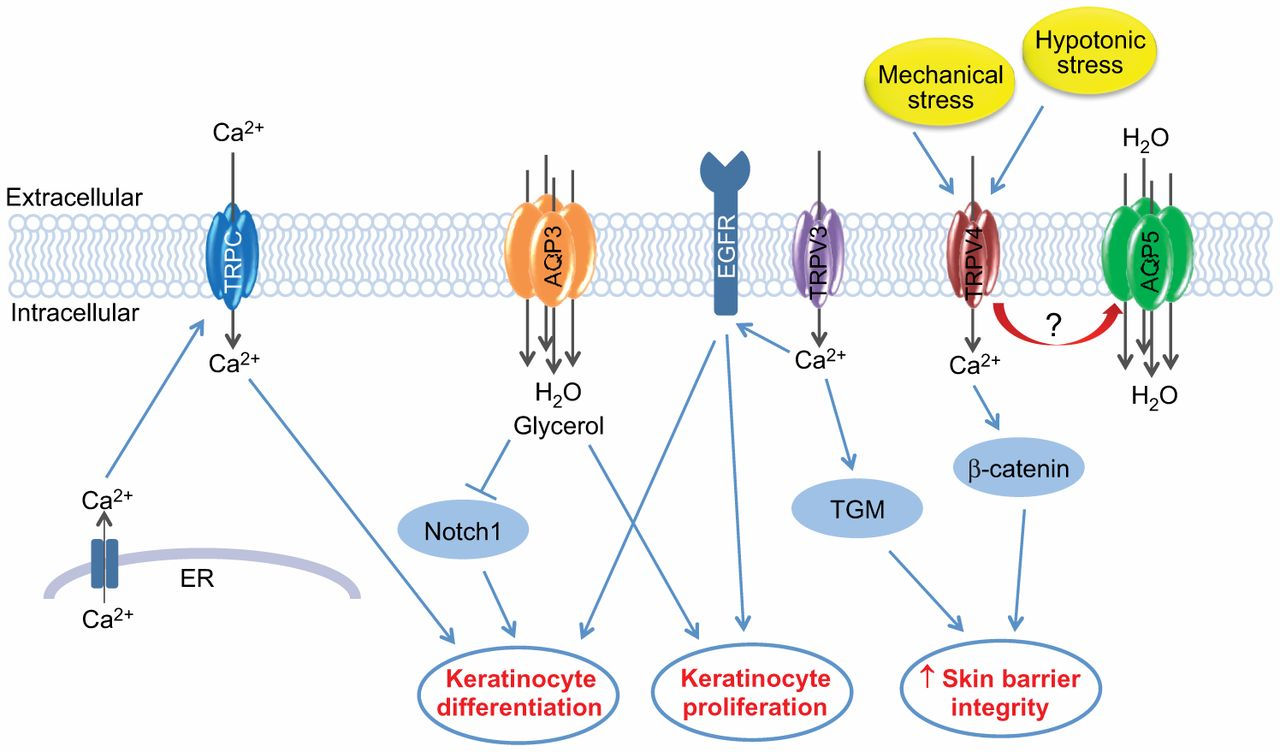 Hypotonic
stress
Mechanical
stress
Ca²⁺
H₂O
Extracellular
TRPC
AQP3
EGFR
TRPV3
TRPV4
AQP5
Intracellular
?
Ca²⁺
Ca²⁺
Ca²⁺
H₂O
Glycerol
H₂O
β-catenin
Ca²⁺
Notch1
TGM
ER
Ca²⁺
Keratinocyte
differentiation
Keratinocyte
proliferation
↑ Skin barrier
integrity